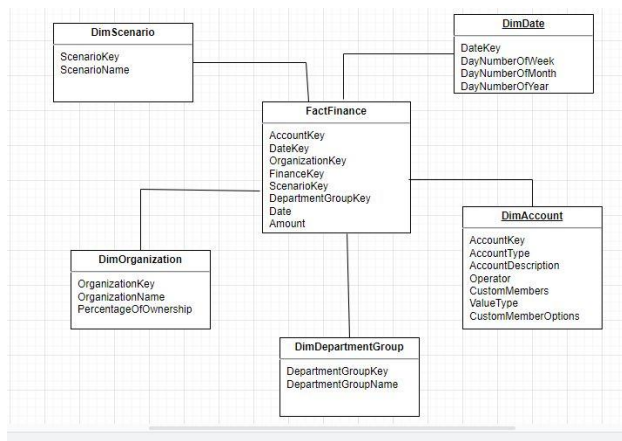 DimScenario
ScenarioKey
ScenarioName
DimDate
DateKey
DayNumberOfWeek
DayNumberOfMonth
DayNumberOfYear
FactFinance
AccountKey
DateKey
OrganizationKey
FinanceKey
ScenarioKey
DepartmentGroupKey
Date
Amount
DimOrganization
OrganizationKey
OrganizationName
PercentageOfOwnership
DimAccount
AccountKey
AccountType
AccountDescription
Operator
CustomMembers
ValueType
CustomMemberOptions
DimDepartmentGroup
DepartmentGroupKey
DepartmentGroupName